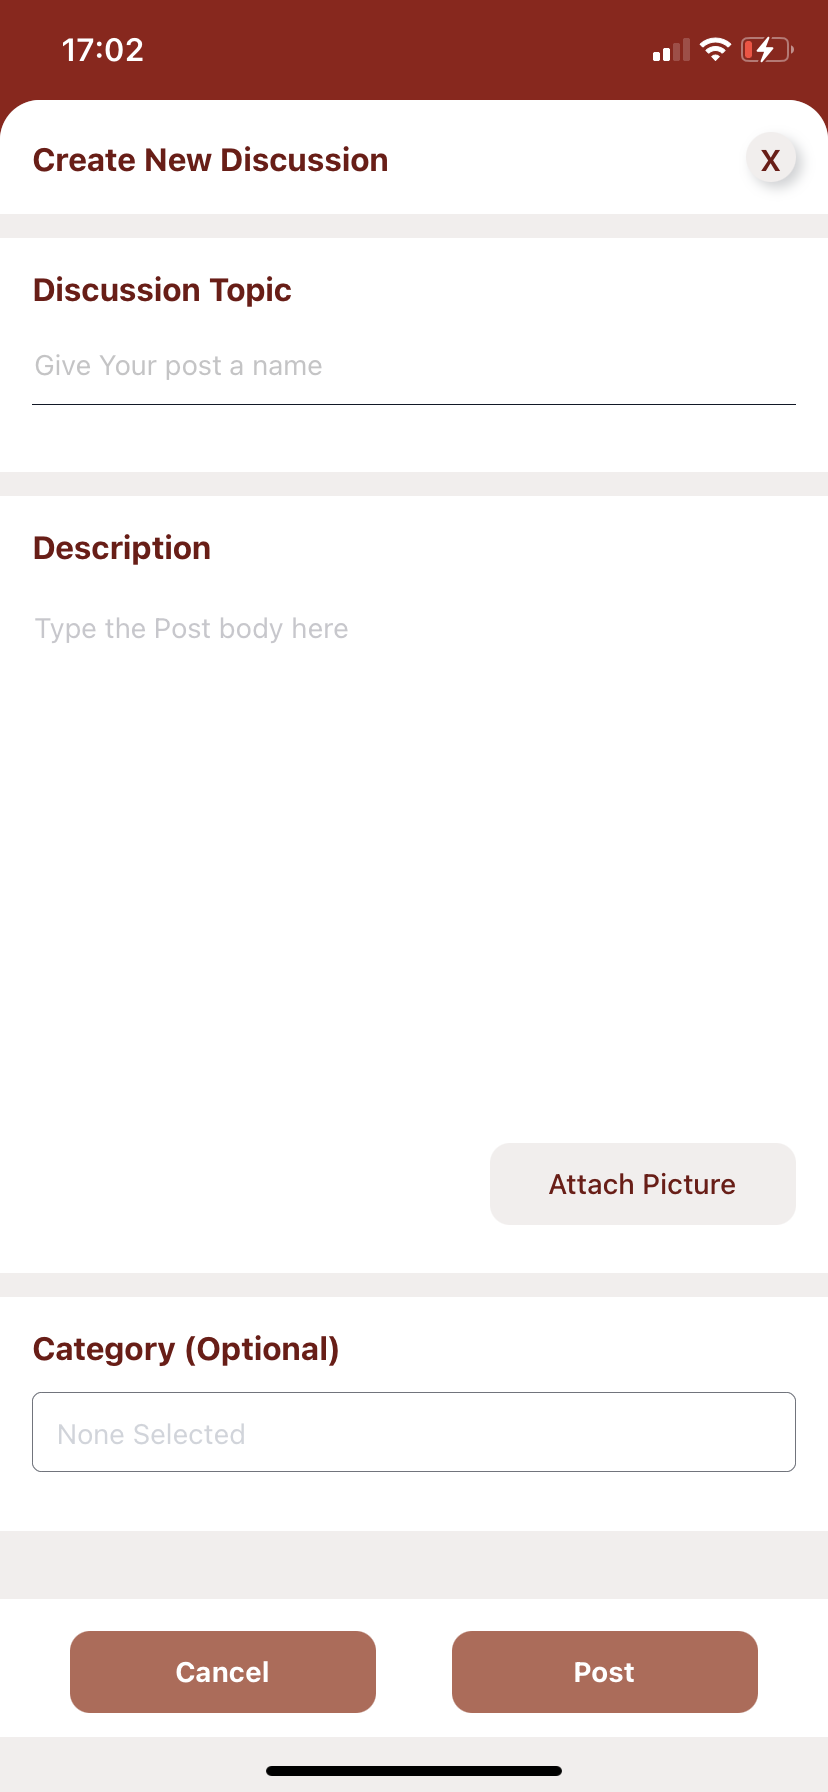 17:02
Create New Discussion
X
Discussion Topic
Give Your post a name
Description
Type the Post body here
Attach Picture
Category (Optional)
None Selected
Cancel
Post